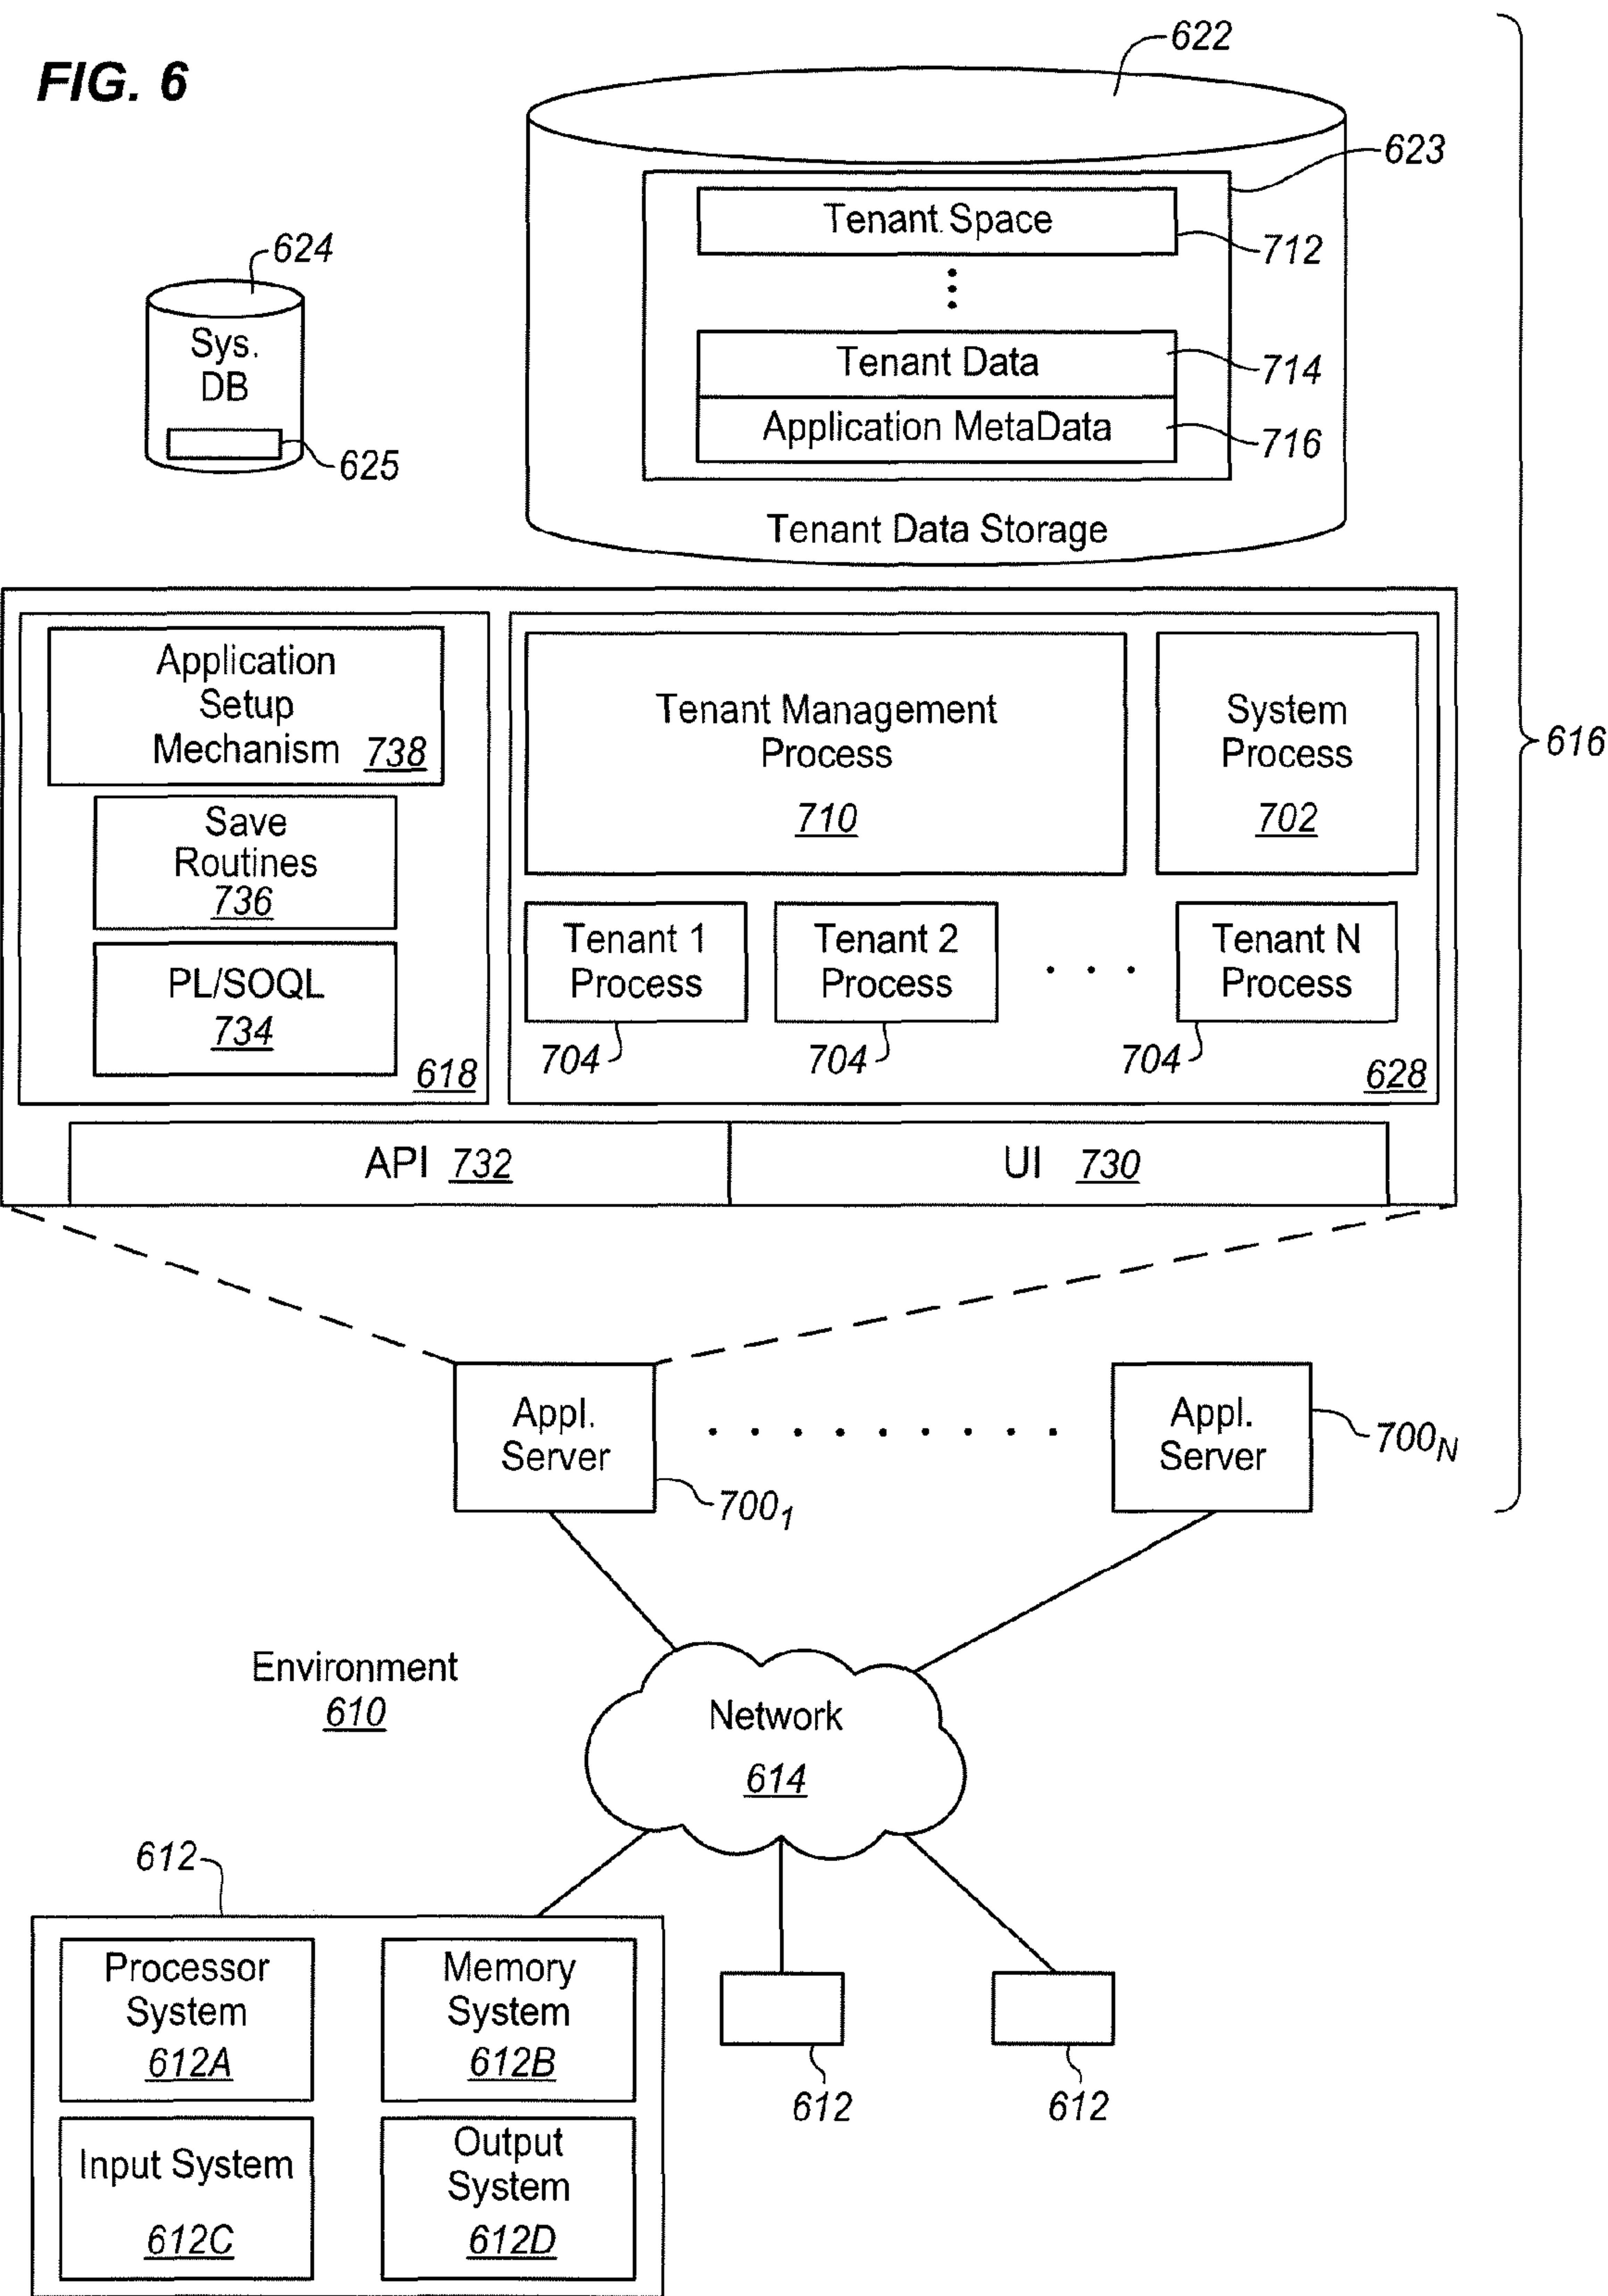 FIG. 6
622
623
Tenant Space
712
624
Sys.
DB
625
Tenant Data
714
Application MetaData
716
Tenant Data Storage
616
Application
Setup
Mechanism 738
Save
Routines
736
PL/SOQL
734
618
Tenant Management
Process
710
System
Process
702
Tenant 1
Process
704
Tenant 2
Process
704
Tenant N
Process
704
628
API 732
UI 730
Appl.
Server
700₁
Appl.
Server
700N
Environment
610
Network
614
612
Processor
System
612A
Memory
System
612B
Input System
612C
Output
System
612D
612
612